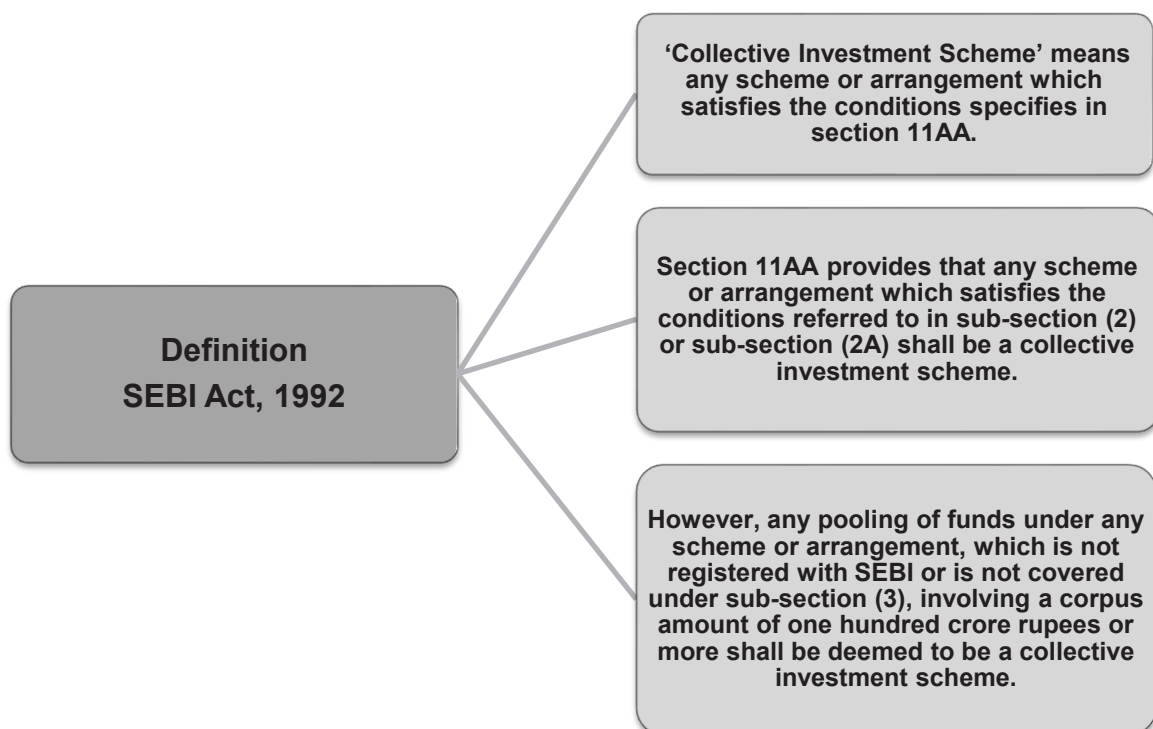 Definition
SEBI Act, 1992
‘Collective Investment Scheme’ means
any scheme or arrangement which
satisfies the conditions specifies in
section 11AA.
Section 11AA provides that any scheme
or arrangement which satisfies the
conditions referred to in sub-section (2)
or sub-section (2A) shall be a collective
investment scheme.
However, any pooling of funds under any
scheme or arrangement, which is not
registered with SEBI or is not covered
under sub-section (3), involving a corpus
amount of one hundred crore rupees or
more shall be deemed to be a collective
investment scheme.